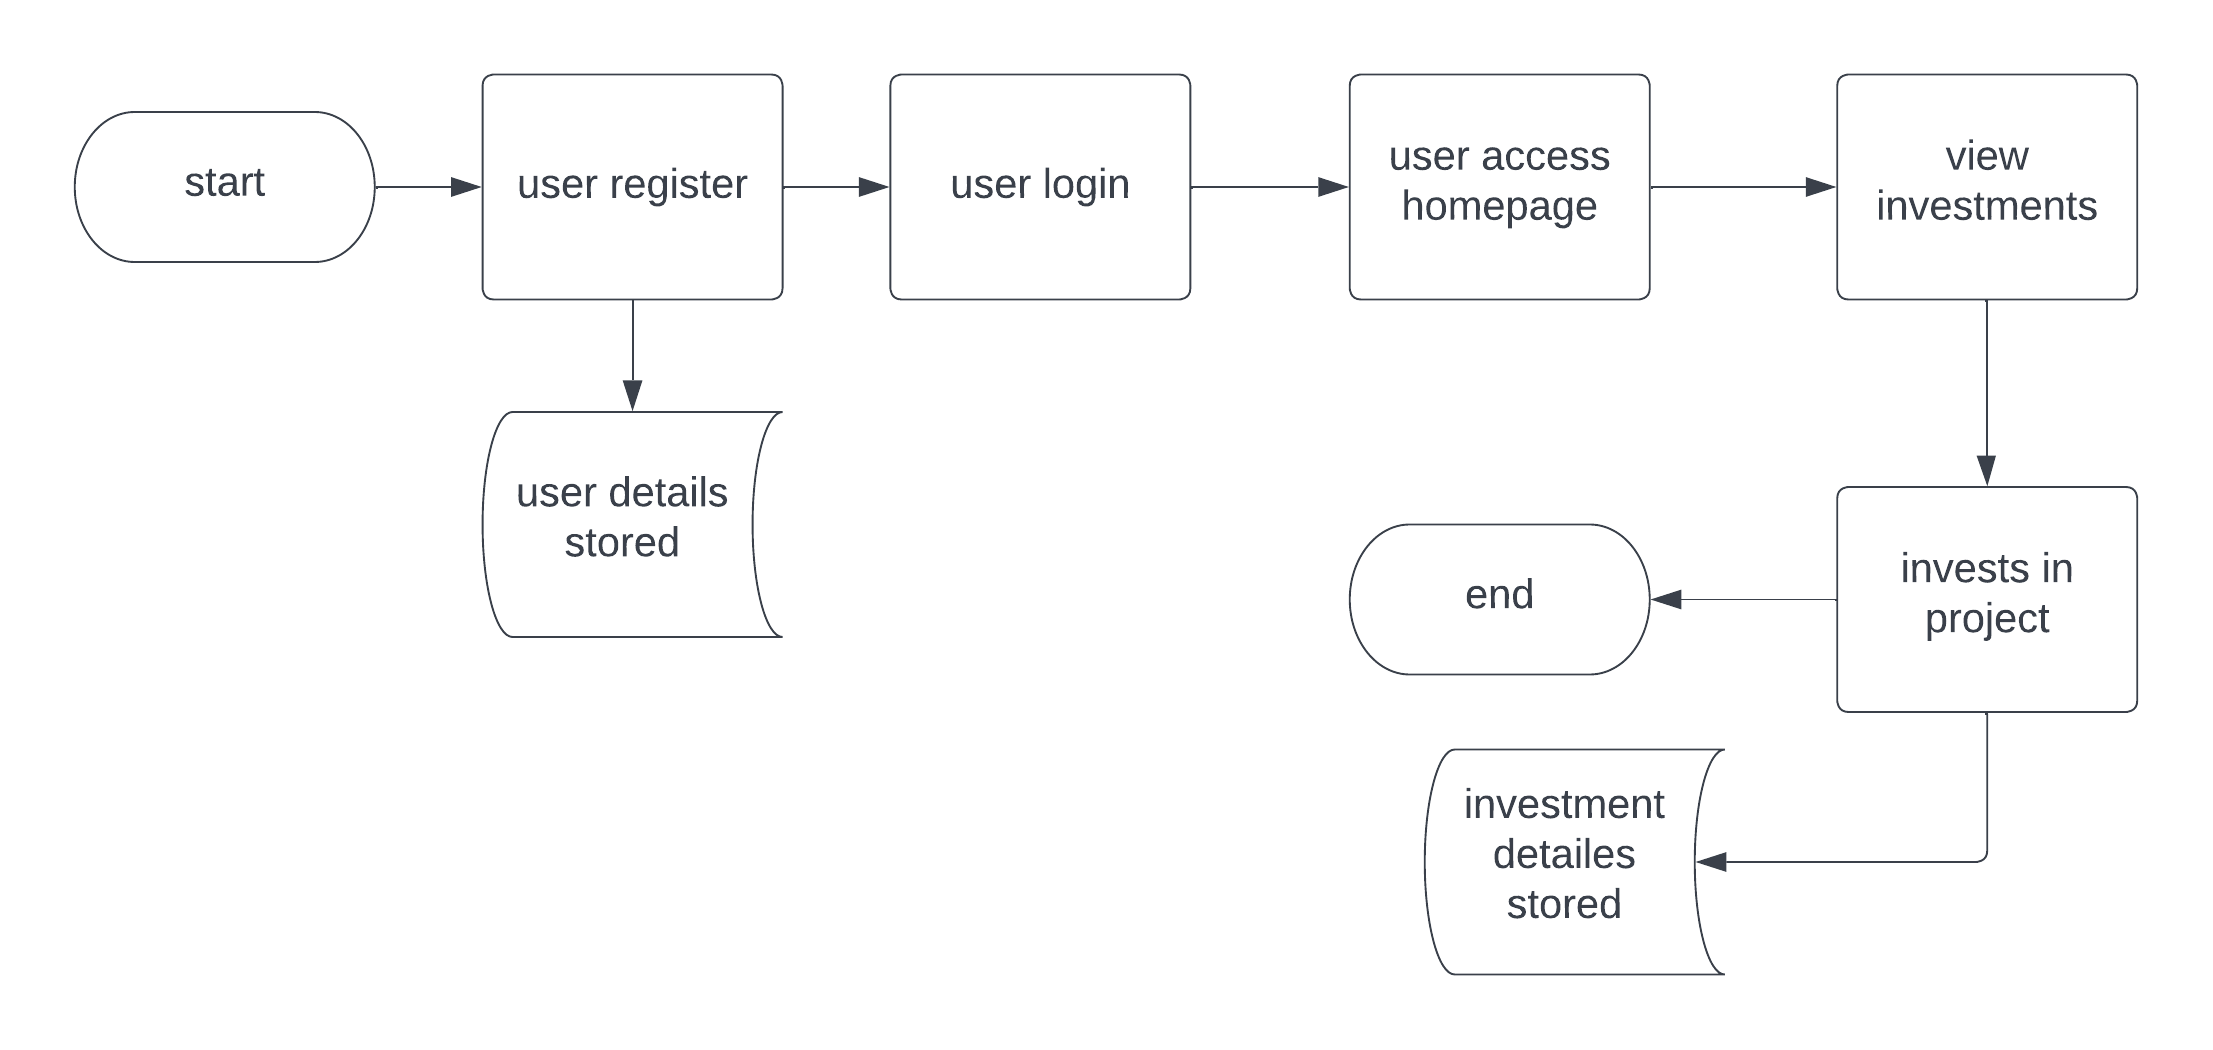 start
user register
user login
user access
homepage
view
investments
user details
stored
end
invests in
project
investment
detailes
stored